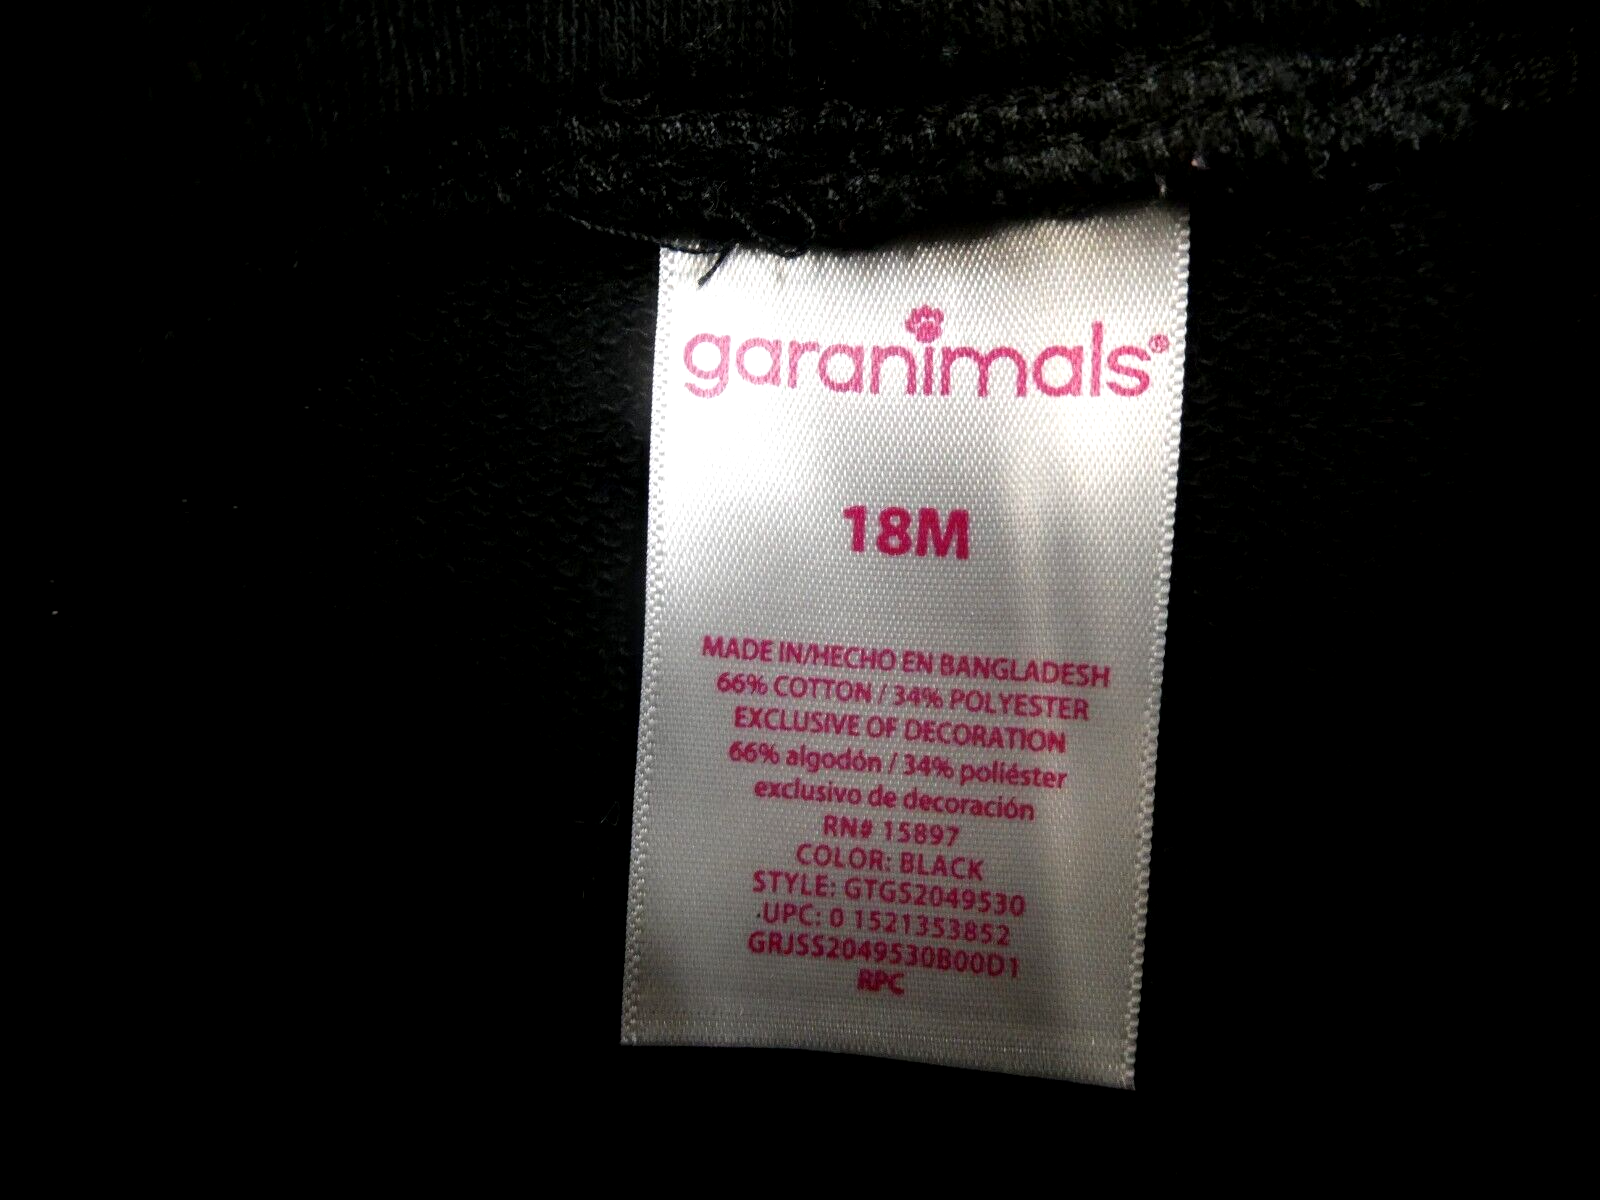 garanimals®
18M
MADE IN/HECHO EN BANGLADESH
66% COTTON / 34% POLYESTER
EXCLUSIVE OF DECORATION
66% algodón / 34% poliéster
exclusivo de decoración
RN# 15897
COLOR: BLACK
STYLE: GTGS2049530
UPC: 0 1521353852
GRJSS2049530B00D1
RPC